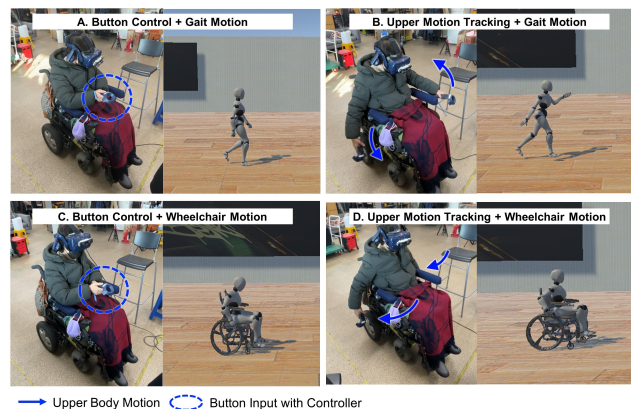 A. Button Control + Gait Motion
B. Upper Motion Tracking + Gait Motion
C. Button Control + Wheelchair Motion
D. Upper Motion Tracking + Wheelchair Motion
Upper Body Motion
Button Input with Controller